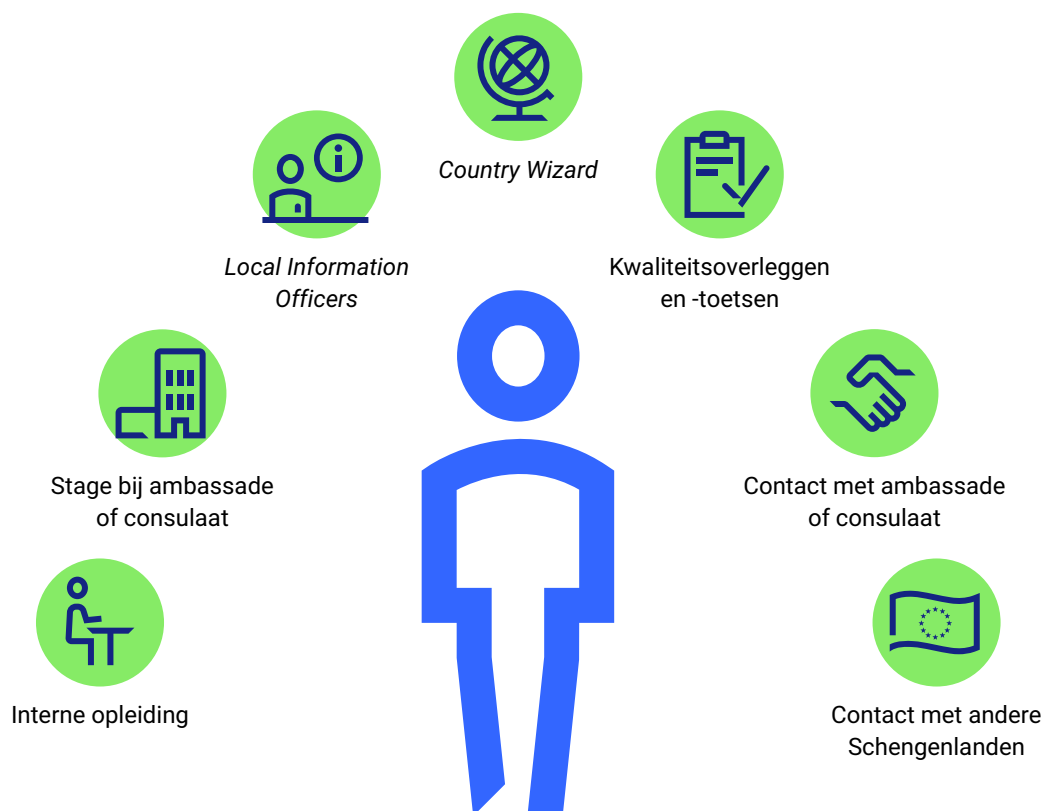 Country Wizard
Local Information
Officers
Kwaliteitsoverleggen
en -toetsen
Stage bij ambassade
of consulaat
Contact met ambassade
of consulaat
Interne opleiding
Contact met andere
Schengenlanden